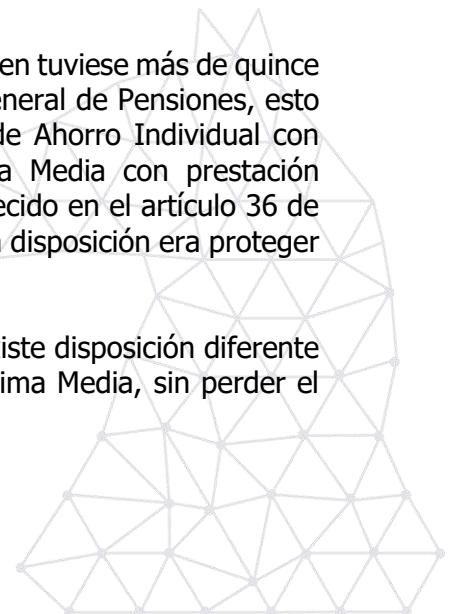 en tuviese más de quince
eneral de Pensiones, esto
de Ahorro Individual con
a Media con prestación
ecido en el artículo 36 de
disposición era proteger
iste disposición diferente
ima Media, sin perder el